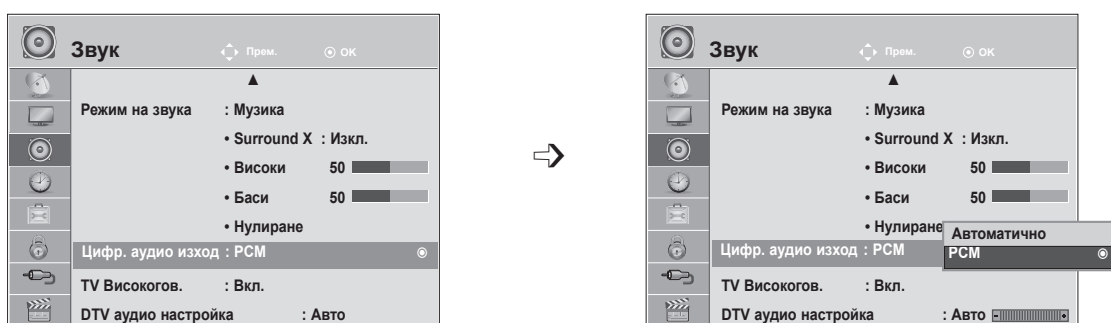 Звук Прем. OK
▲
Режим на звука : Музика
• Surround X : Изкл.
• Високи 50
• Баси 50
• Нулиране
Цифр. аудио изход : PCM
TV Високогов. : Вкл.
DTV аудио настройка : Авто
Звук Прем. OK
▲
Режим на звука : Музика
• Surround X : Изкл.
• Високи 50
• Баси 50
• Нулиране
Автоматично
Цифр. аудио изход : PCM
PCM
TV Високогов. : Вкл.
DTV аудио настройка : Авто